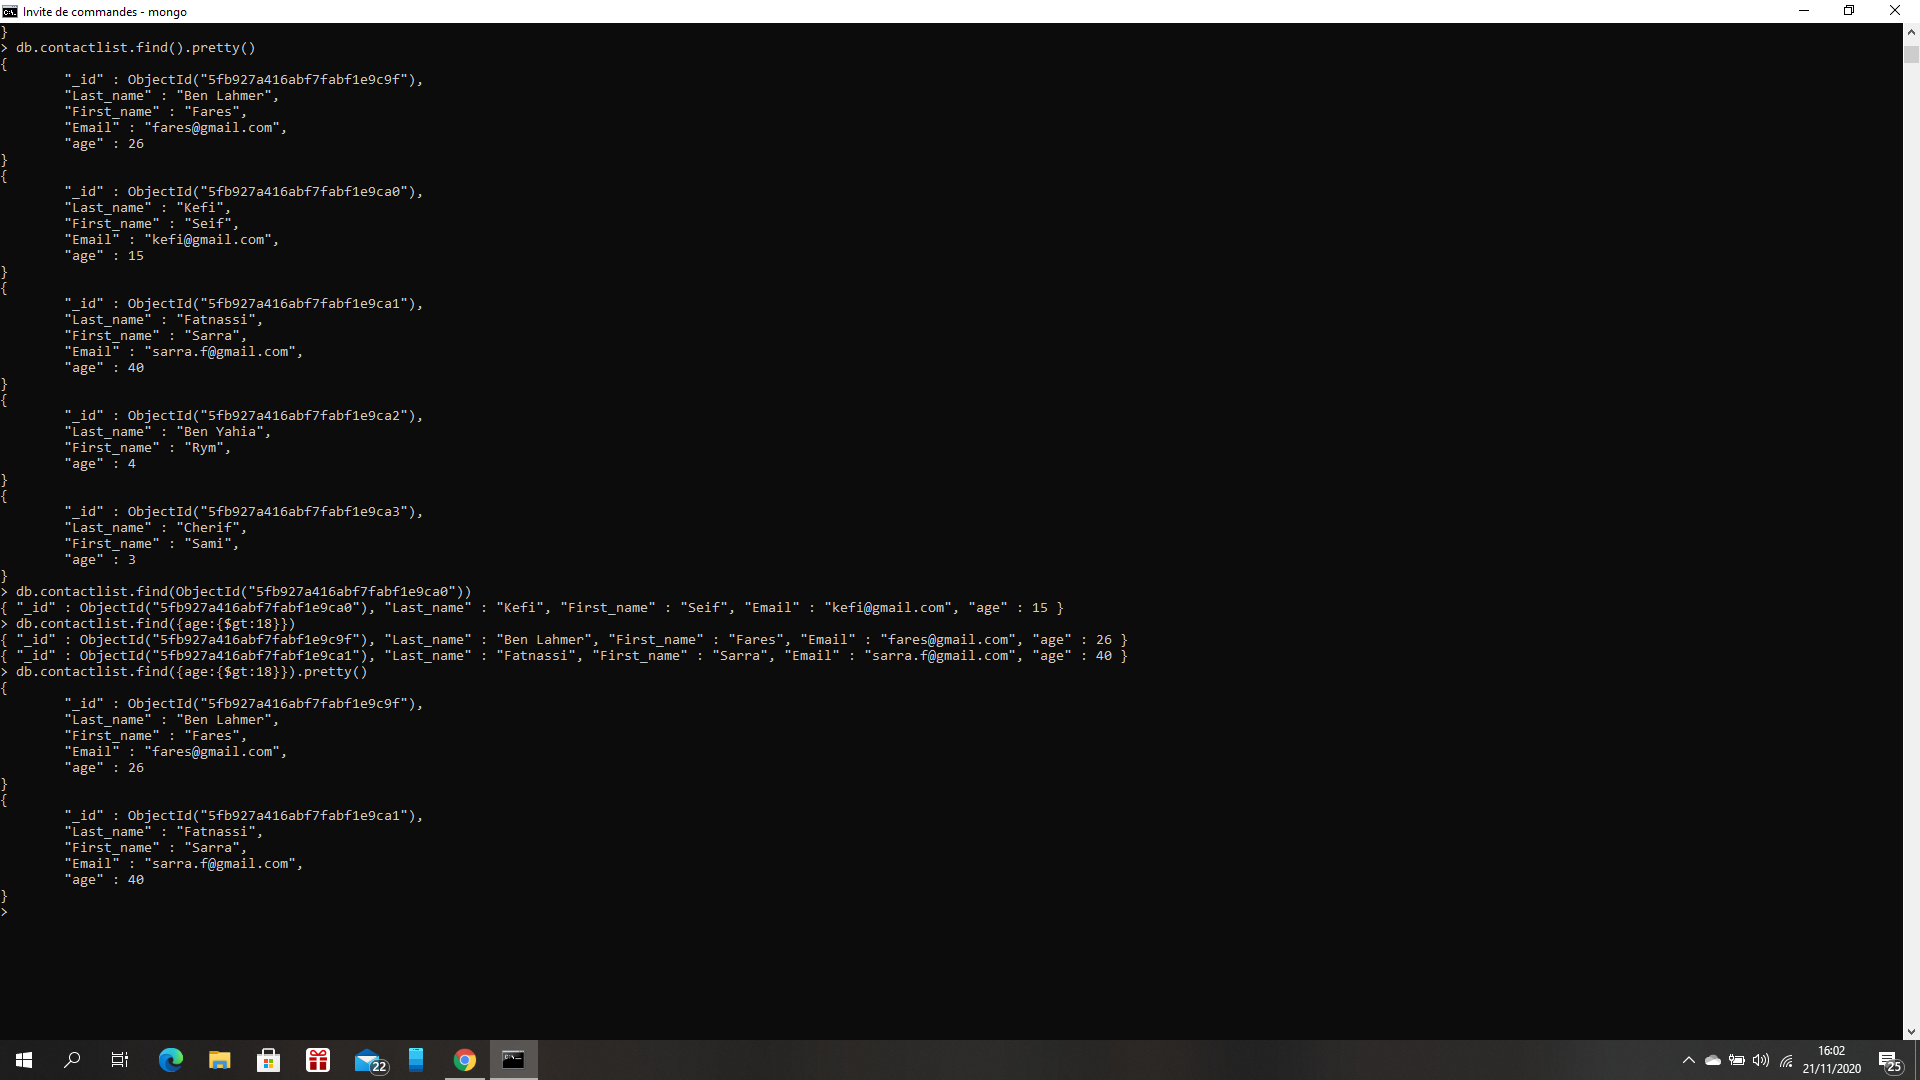 Invite de commandes - mongo
}
> db.contactlist.find().pretty()
{
        "_id" : ObjectId("5fb927a416abf7fabf1e9c9f"),
        "Last_name" : "Ben Lahmer",
        "First_name" : "Fares",
        "Email" : "fares@gmail.com",
        "age" : 26
}
{
        "_id" : ObjectId("5fb927a416abf7fabf1e9ca0"),
        "Last_name" : "Kefi",
        "First_name" : "Seif",
        "Email" : "kefi@gmail.com",
        "age" : 15
}
{
        "_id" : ObjectId("5fb927a416abf7fabf1e9ca1"),
        "Last_name" : "Fatnassi",
        "First_name" : "Sarra",
        "Email" : "sarra.f@gmail.com",
        "age" : 40
}
{
        "_id" : ObjectId("5fb927a416abf7fabf1e9ca2"),
        "Last_name" : "Ben Yahia",
        "First_name" : "Rym",
        "age" : 4
}
{
        "_id" : ObjectId("5fb927a416abf7fabf1e9ca3"),
        "Last_name" : "Cherif",
        "First_name" : "Sami",
        "age" : 3
}
> db.contactlist.find(ObjectId("5fb927a416abf7fabf1e9ca0"))
{ "_id" : ObjectId("5fb927a416abf7fabf1e9ca0"), "Last_name" : "Kefi", "First_name" : "Seif", "Email" : "kefi@gmail.com", "age" : 15 }
> db.contactlist.find({age:{$gt:18}})
{ "_id" : ObjectId("5fb927a416abf7fabf1e9c9f"), "Last_name" : "Ben Lahmer", "First_name" : "Fares", "Email" : "fares@gmail.com", "age" : 26 }
{ "_id" : ObjectId("5fb927a416abf7fabf1e9ca1"), "Last_name" : "Fatnassi", "First_name" : "Sarra", "Email" : "sarra.f@gmail.com", "age" : 40 }
> db.contactlist.find({age:{$gt:18}}).pretty()
{
        "_id" : ObjectId("5fb927a416abf7fabf1e9c9f"),
        "Last_name" : "Ben Lahmer",
        "First_name" : "Fares",
        "Email" : "fares@gmail.com",
        "age" : 26
}
{
        "_id" : ObjectId("5fb927a416abf7fabf1e9ca1"),
        "Last_name" : "Fatnassi",
        "First_name" : "Sarra",
        "Email" : "sarra.f@gmail.com",
        "age" : 40
}
>
22
16:02
21/11/2020
25